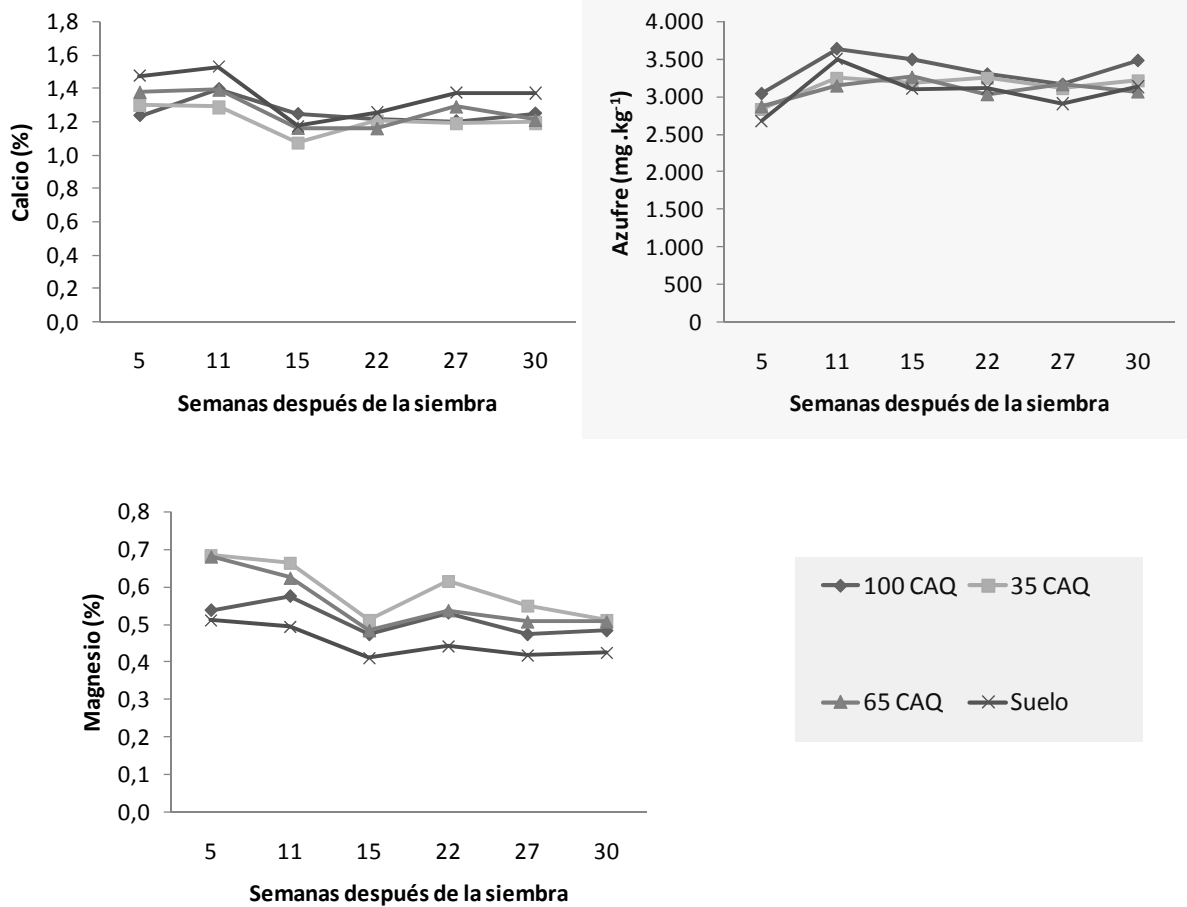 1,8
1,6
1,4
1,2
1,0
0,8
0,6
0,4
0,2
0,0
Calcio (%)
5 11 15 22 27 30
Semanas después de la siembra
4.000
3.500
3.000
2.500
2.000
1.500
1.000
500
0
Azufre (mg .kg⁻¹)
5 11 15 22 27 30
Semanas después de la siembra
0,8
0,7
0,6
0,5
0,4
0,3
0,2
0,1
0,0
Magnesio (%)
5 11 15 22 27 30
Semanas después de la siembra
100 CAQ 35 CAQ
65 CAQ Suelo